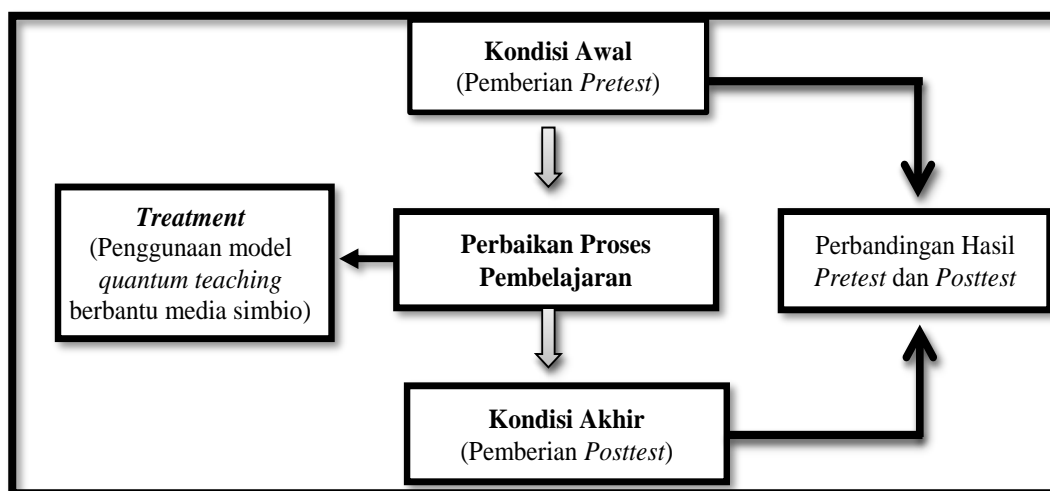 Kondisi Awal
(Pemberian Pretest)
Treatment
(Penggunaan model
quantum teaching
berbantu media simbio)
Perbaikan Proses
Pembelajaran
Perbandingan Hasil
Pretest dan Posttest
Kondisi Akhir
(Pemberian Posttest)